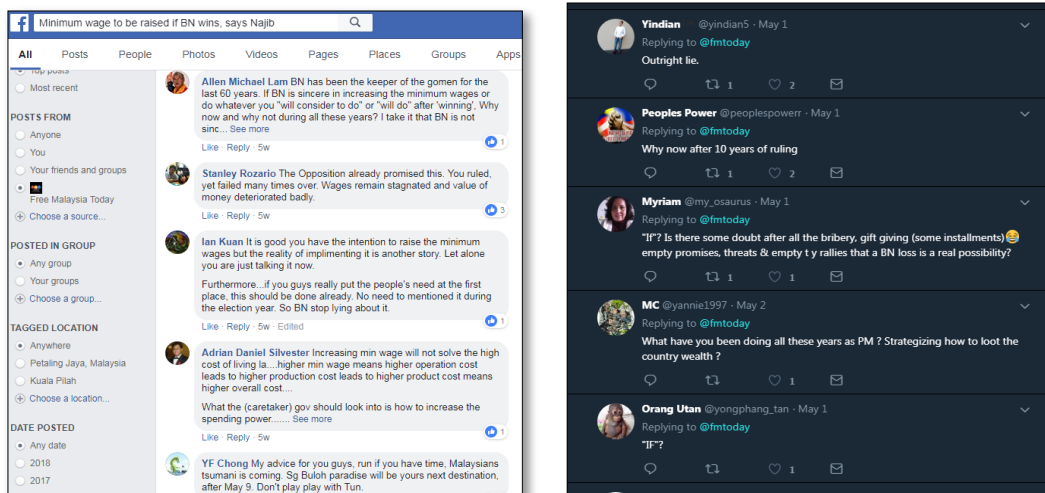 Minimum wage to be raised if BN wins, says Najib
All Posts People Photos Videos Pages Places Groups Apps
Top posts
Most recent
POSTS FROM
Anyone
You
Your friends and groups
Free Malaysia Today
Choose a source...
POSTED IN GROUP
Any group
Your groups
Choose a group...
TAGGED LOCATION
Anywhere
Petaling Jaya, Malaysia
Kuala Pilah
Choose a location...
DATE POSTED
Any date
2018
2017
Allen Michael Lam BN has been the keeper of the gomen for the
last 60 years. If BN is sincere in increasing the minimum wages or
do whatever you "will consider to do" or "will do" after 'winning', Why
now and why not during all these years? I take it that BN is not
sinc... See more
Like · Reply · 5w
1
Stanley Rozario The Opposition already promised this. You ruled,
yet failed many times over. Wages remain stagnated and value of
money deteriorated badly.
Like · Reply · 5w
3
Ian Kuan It is good you have the intention to raise the minimum
wages but the reality of implimenting it is another story. Let alone
you are just talking it now.
Furthermore...if you guys really put the people's need at the first
place, this should be done already. No need to mentioned it during
the election year. So BN stop lying about it.
Like · Reply · 5w · Edited
1
Adrian Daniel Silvester Increasing min wage will not solve the high
cost of living la....higher min wage means higher operation cost
leads to higher production cost leads to higher product cost means
higher overall cost....
What the (caretaker) gov should look into is how to increase the
spending power....... See more
Like · Reply · 5w
1
YF Chong My advice for you guys, run if you have time, Malaysians
tsumani is coming. Sg Buloh paradise will be yours next destination,
after May 9. Don't play play with Tun.
Yindian @yindian5 · May 1
Replying to @fmtoday
Outright lie.
1 2
Peoples Power @peoplespowerr · May 1
Replying to @fmtoday
Why now after 10 years of ruling
1 2
Myriam @my_osaurus · May 1
Replying to @fmtoday
"If"? Is there some doubt after all the bribery, gift giving (some installments)😂
empty promises, threats & empty t y rallies that a BN loss is a real possibility?
1 1
MC @yannie1997 · May 2
Replying to @fmtoday
What have you been doing all these years as PM ? Strategizing how to loot the
country wealth ?
1
Orang Utan @yongphang_tan · May 1
Replying to @fmtoday
"IF"?
1